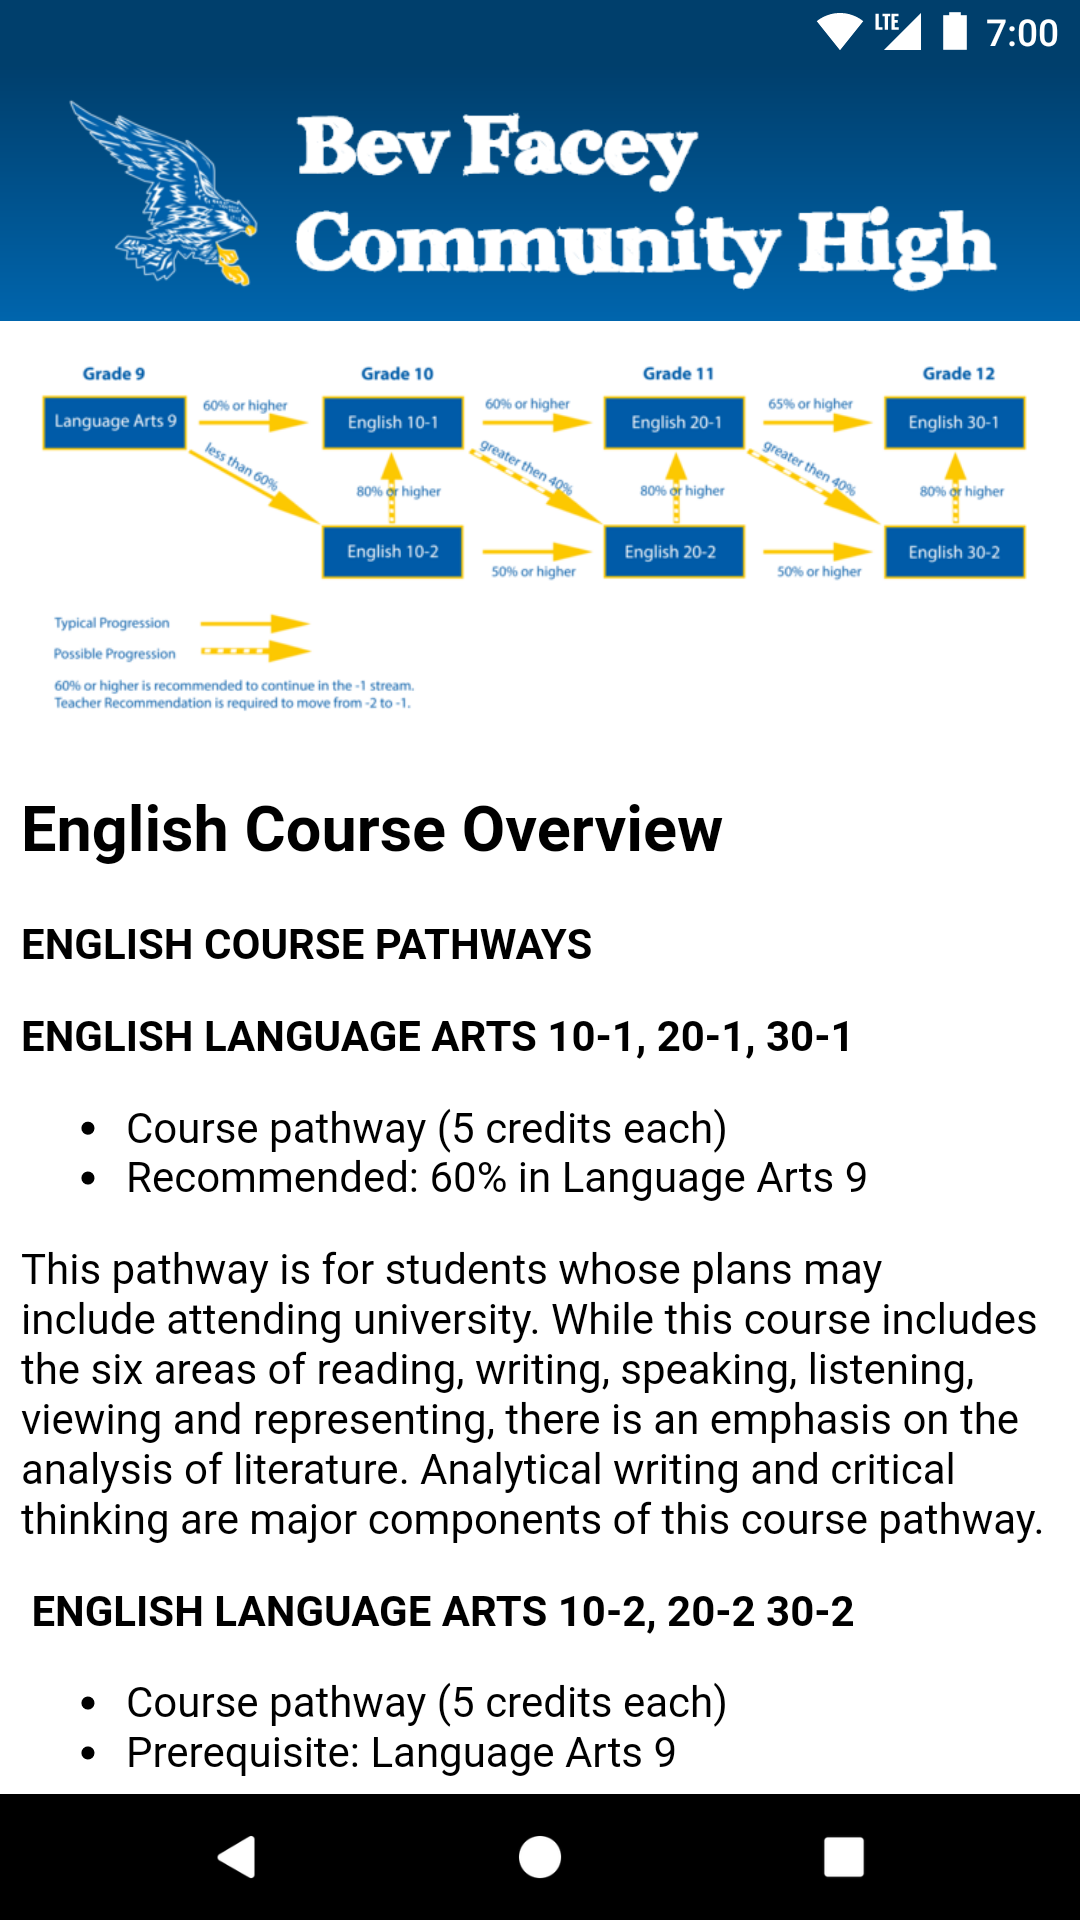 LTE 7:00
Bev Facey
Community High
Grade 9 Grade 10 Grade 11 Grade 12
60% or higher 60% or higher 65% or higher
Language Arts 9 English 10-1 English 20-1 English 30-1
less than 60% greater then 40% greater then 40%
80% or higher 80% or higher 80% or higher
English 10-2 English 20-2 English 30-2
50% or higher 50% or higher
Typical Progression
Possible Progression
60% or higher is recommended to continue in the -1 stream.
Teacher Recommendation is required to move from -2 to -1.
English Course Overview
ENGLISH COURSE PATHWAYS
ENGLISH LANGUAGE ARTS 10-1, 20-1, 30-1
• Course pathway (5 credits each)
• Recommended: 60% in Language Arts 9
This pathway is for students whose plans may
include attending university. While this course includes
the six areas of reading, writing, speaking, listening,
viewing and representing, there is an emphasis on the
analysis of literature. Analytical writing and critical
thinking are major components of this course pathway.
ENGLISH LANGUAGE ARTS 10-2, 20-2 30-2
• Course pathway (5 credits each)
• Prerequisite: Language Arts 9